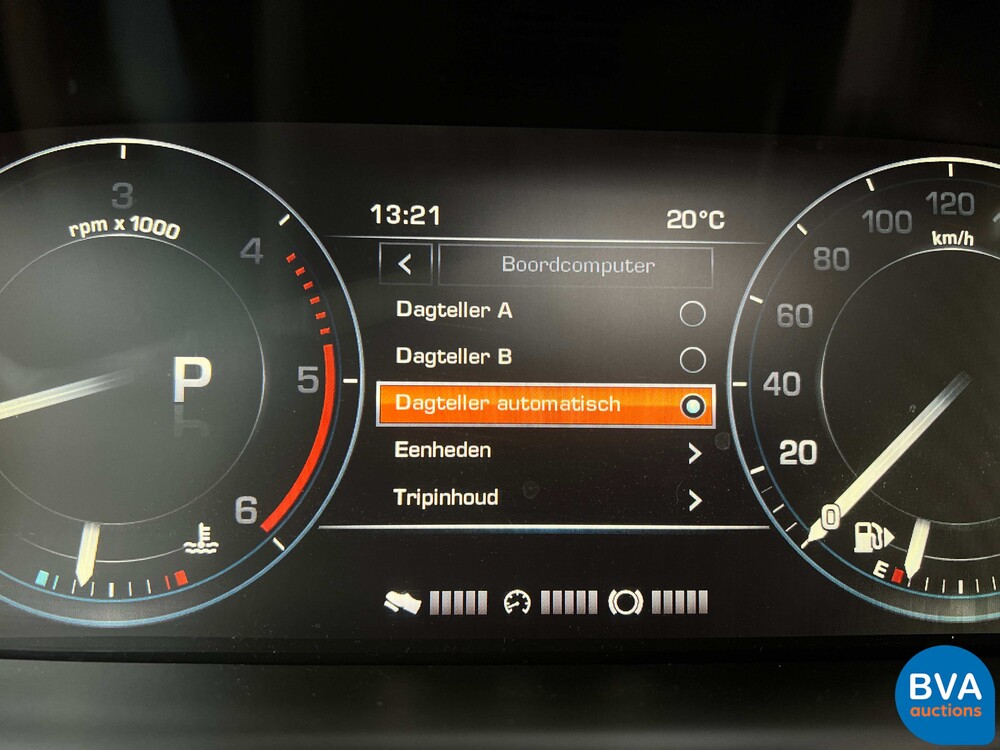 13:21
20°C
3
rpm x 1000
4
5
6
P
< Boordcomputer
Dagteller A
Dagteller B
Dagteller automatisch
Eenheden >
Tripinhoud >
120
100
km/h
80
60
40
20
0
E
BVA
auctions